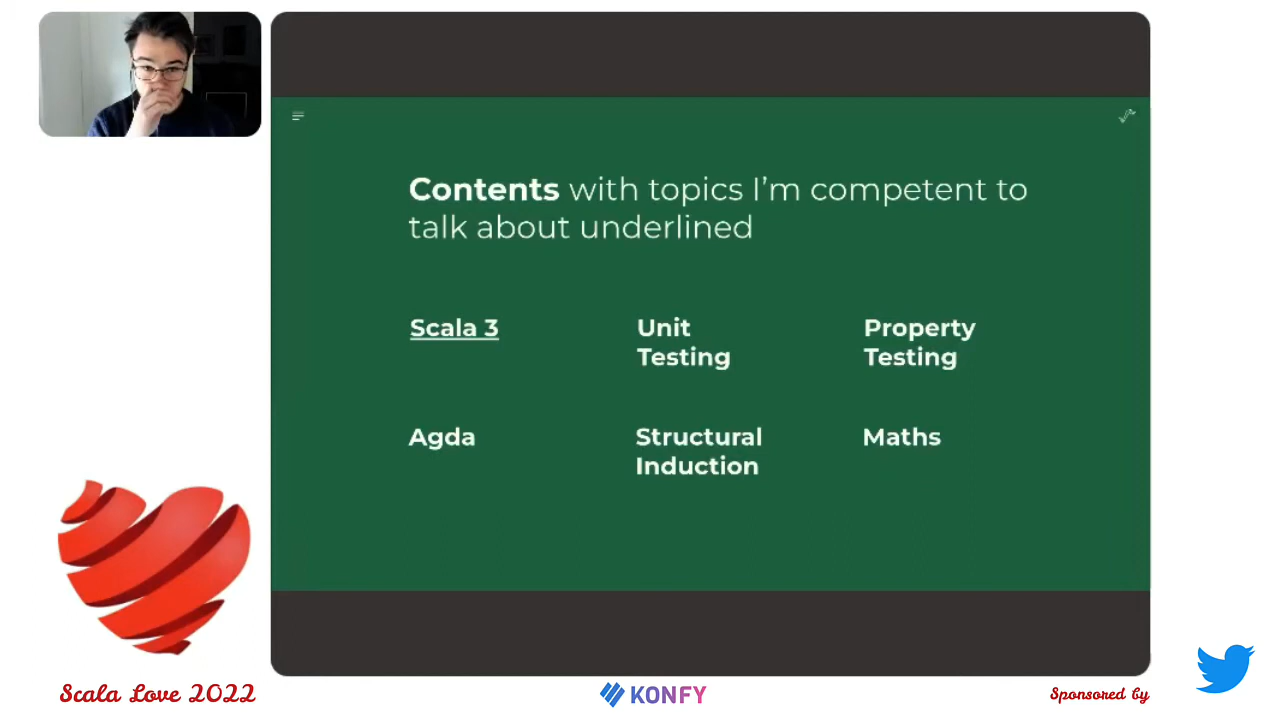 Contents with topics I'm competent to
talk about underlined
Scala 3
Unit
Testing
Property
Testing
Agda
Structural
Induction
Maths
Scala Love 2022
KONFY
Sponsored by